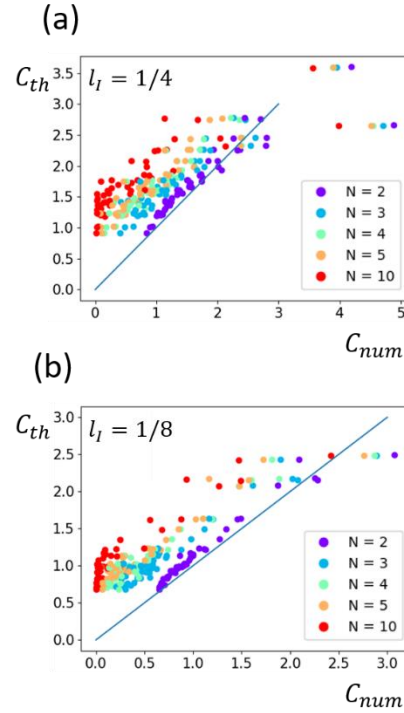 (a)
C_th
l_I = 1/4
3.5
3.0
2.5
2.0
1.5
1.0
0.5
0.0
N = 2
N = 3
N = 4
N = 5
N = 10
0 1 2 3 4 5
C_num
(b)
C_th
l_I = 1/8
3.0
2.5
2.0
1.5
1.0
0.5
0.0
N = 2
N = 3
N = 4
N = 5
N = 10
0.0 0.5 1.0 1.5 2.0 2.5 3.0
C_num